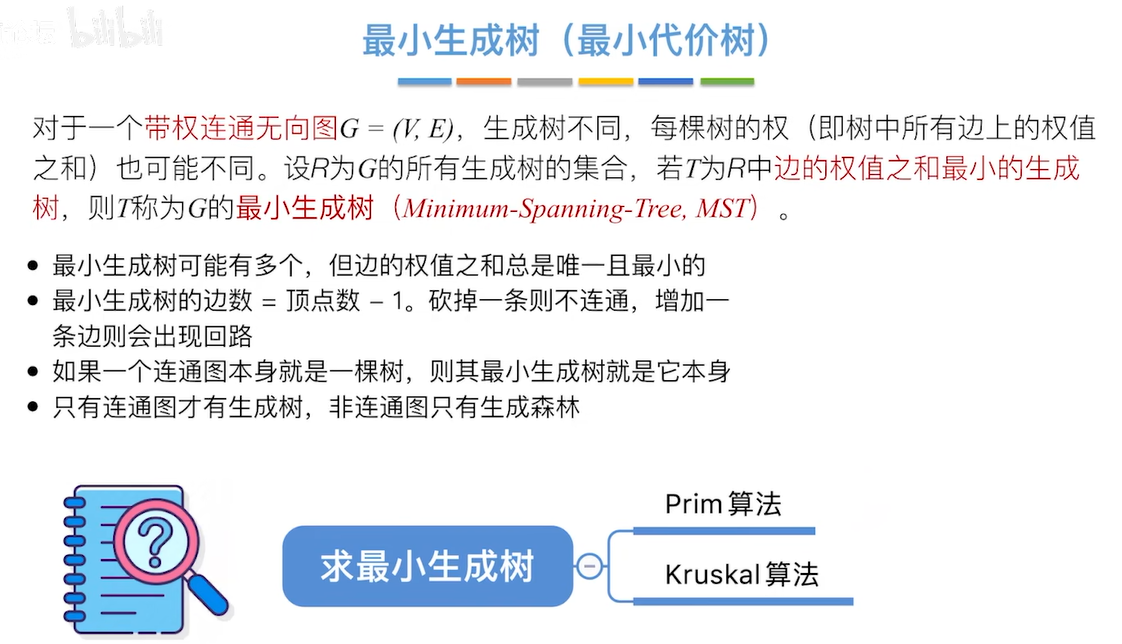 bilibili
最小生成树（最小代价树）
对于一个带权连通无向图G = (V, E)，生成树不同，每棵树的权（即树中所有边上的权值
之和）也可能不同。设R为G的所有生成树的集合，若T为R中边的权值之和最小的生成
树，则T称为G的最小生成树（Minimum-Spanning-Tree, MST）。
• 最小生成树可能有多个，但边的权值之和总是唯一且最小的
• 最小生成树的边数 = 顶点数 – 1。砍掉一条则不连通，增加一
条边则会出现回路
• 如果一个连通图本身就是一棵树，则其最小生成树就是它本身
• 只有连通图才有生成树，非连通图只有生成森林
Prim 算法
求最小生成树
Kruskal 算法